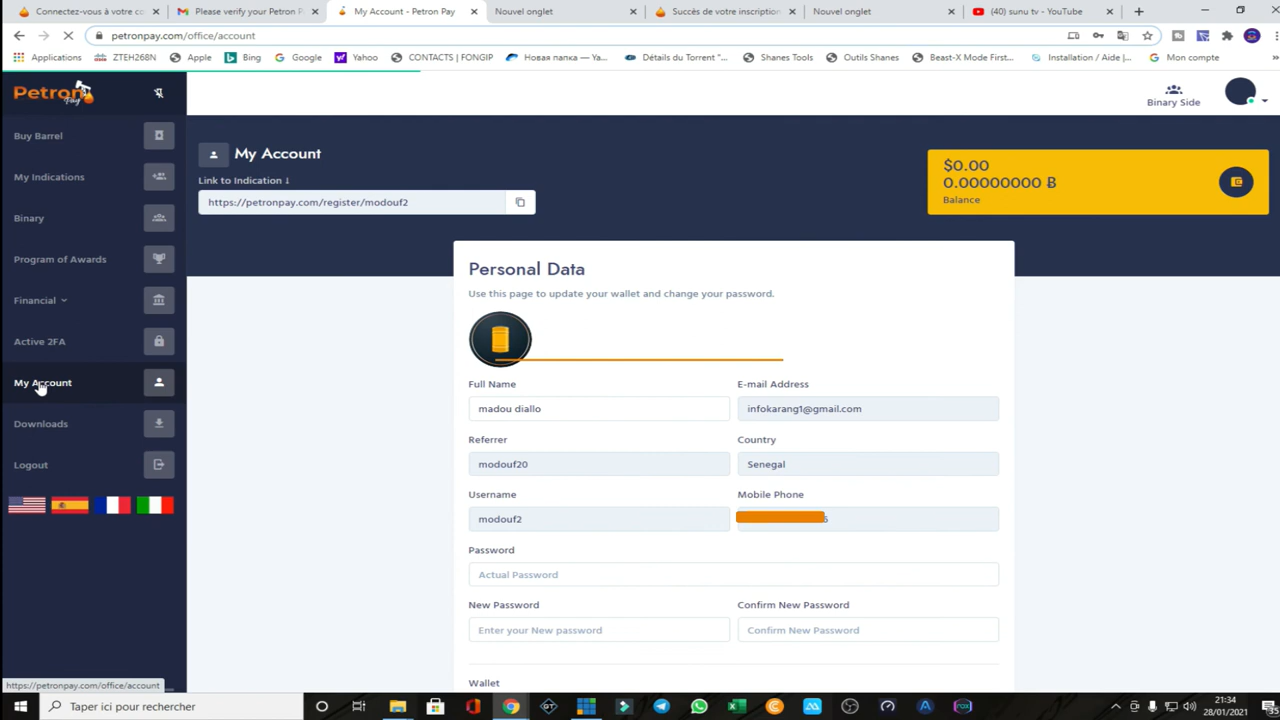 Connectez-vous à votre co
Please verify your Petron P
My Account - Petron Pay
Nouvel onglet
Succès de votre inscription
Nouvel onglet
(40) sunu tv - YouTube
petronpay.com/office/account
Applications
ZTEH268N
Apple
Bing
Google
Yahoo
CONTACTS | FONGIP
Новая папка — Ya...
Détails du Torrent "...
Shanes Tools
Outils Shanes
Beast-X Mode First...
Installation / Aide |...
Mon compte
Petron
Pay
Binary Side
Buy Barrel
My Indications
Binary
Program of Awards
Financial
Active 2FA
My Account
Downloads
Logout
My Account
Link to Indication
https://petronpay.com/register/modouf2
$0.00
0.00000000 Ƀ
Balance
Personal Data
Use this page to update your wallet and change your password.
Full Name
E-mail Address
madou diallo
infokarang1@gmail.com
Referrer
Country
modouf20
Senegal
Username
Mobile Phone
modouf2
Password
Actual Password
New Password
Confirm New Password
Enter your New password
Confirm New Password
Wallet
https://petronpay.com/office/account
Taper ici pour rechercher
21:34
28/01/2021